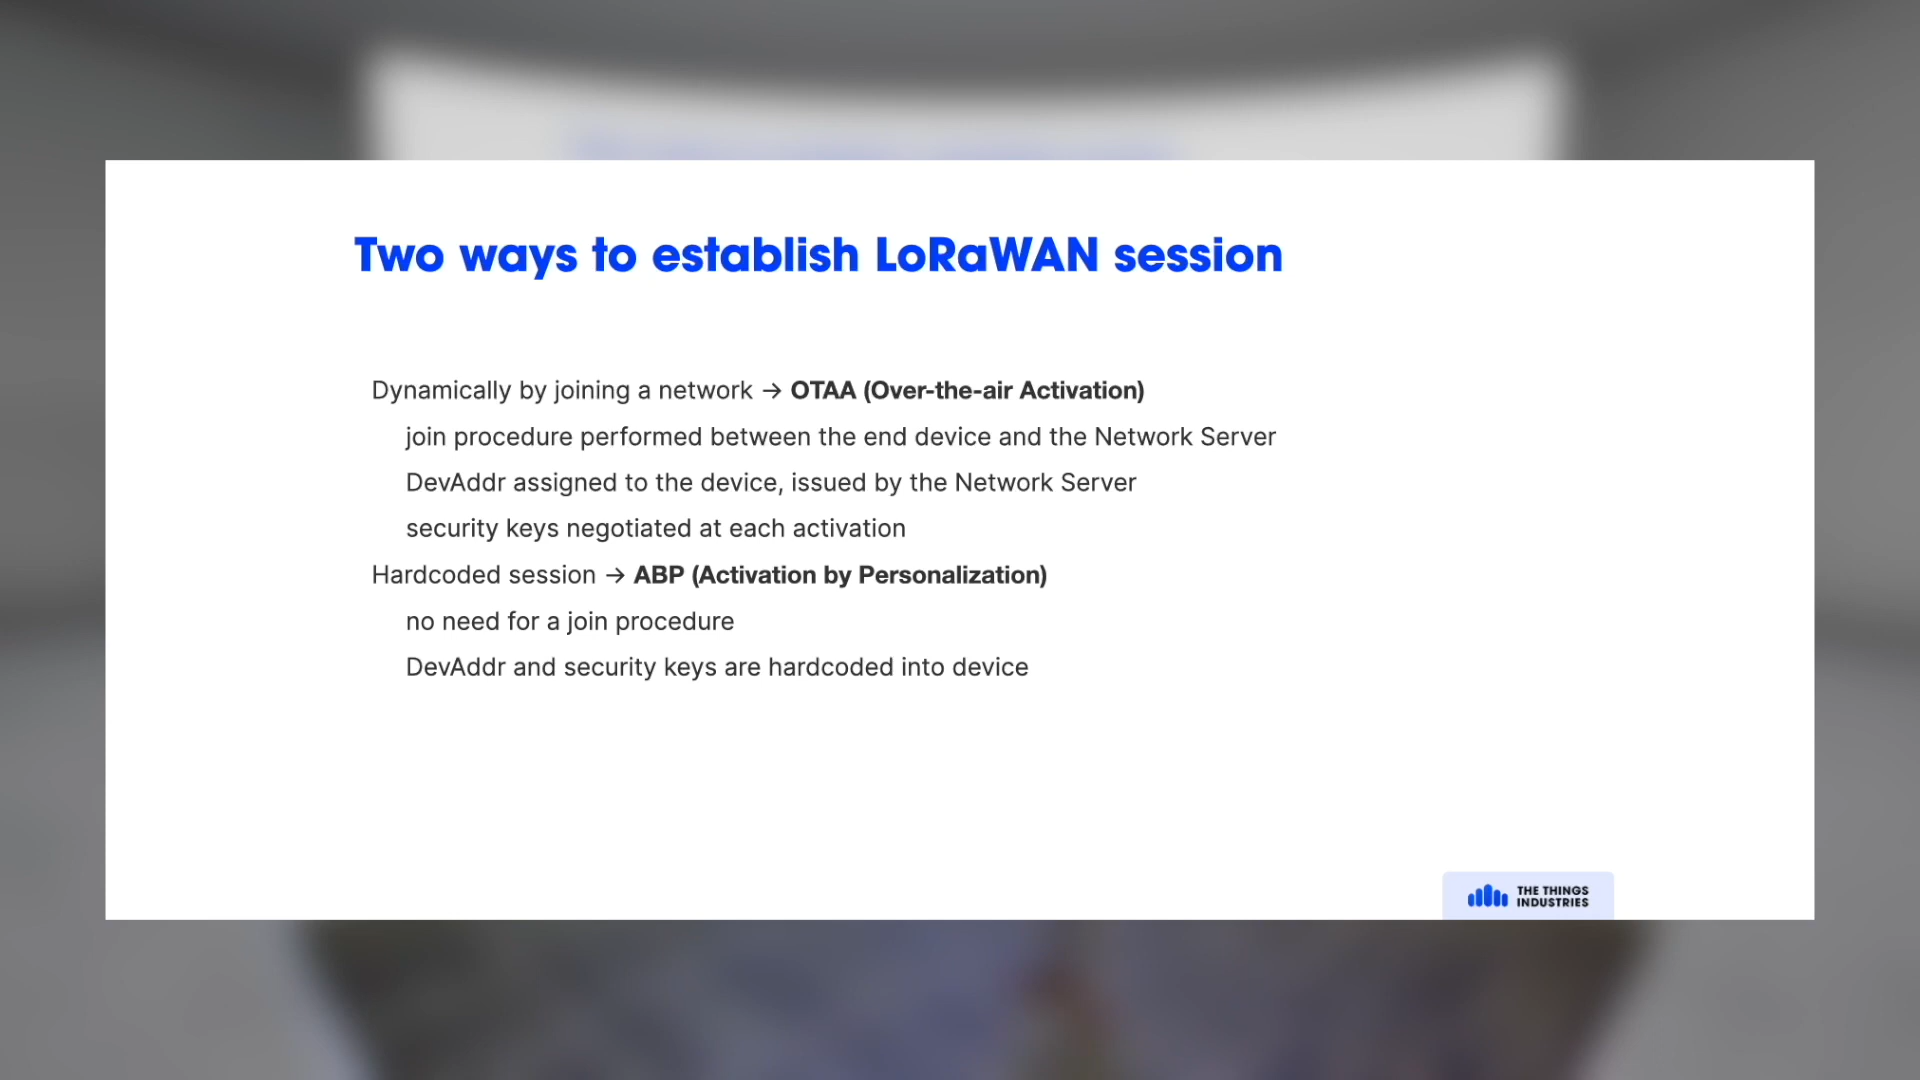 Two ways to establish LoRaWAN session
Dynamically by joining a network → OTAA (Over-the-air Activation)
join procedure performed between the end device and the Network Server
DevAddr assigned to the device, issued by the Network Server
security keys negotiated at each activation
Hardcoded session → ABP (Activation by Personalization)
no need for a join procedure
DevAddr and security keys are hardcoded into device
THE THINGS
INDUSTRIES